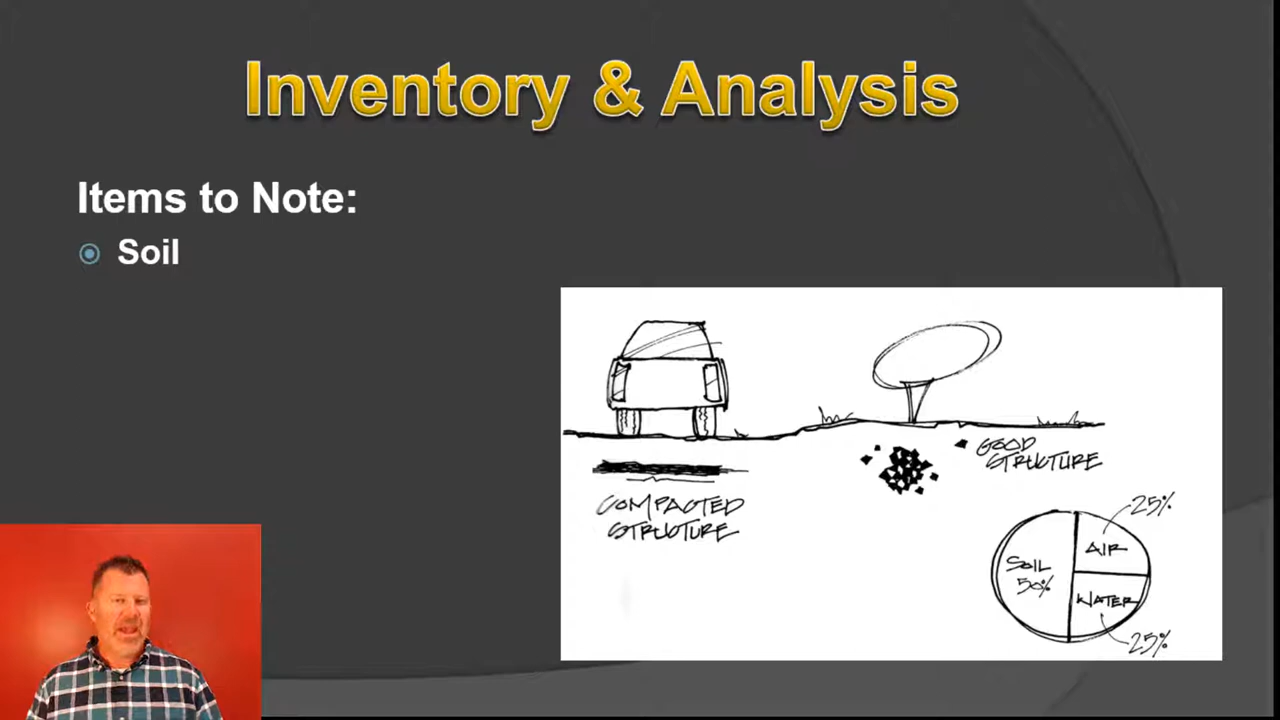 Inventory & Analysis
Items to Note:
Soil
GOOD
STRUCTURE
COMPACTED
STRUCTURE
25%
AIR
SOIL
50%
WATER
25%